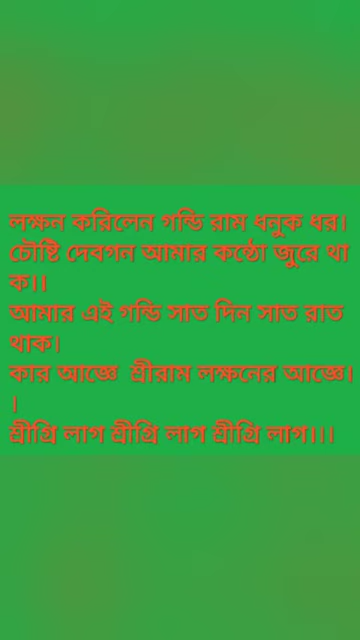 লক্ষন করিলেন গন্ডি রাম ধনুক ধর।
চৌষ্টি দেবগন আমার কন্ঠো জুরে থা
ক।।
আমার এই গন্ডি সাত দিন সাত রাত
থাক।
কার আজ্ঞে শ্রীরাম লক্ষনের আজ্ঞে।
।
শ্রীগ্রি লাগ শ্রীগ্রি লাগ শ্রীগ্রি লাগ।।।